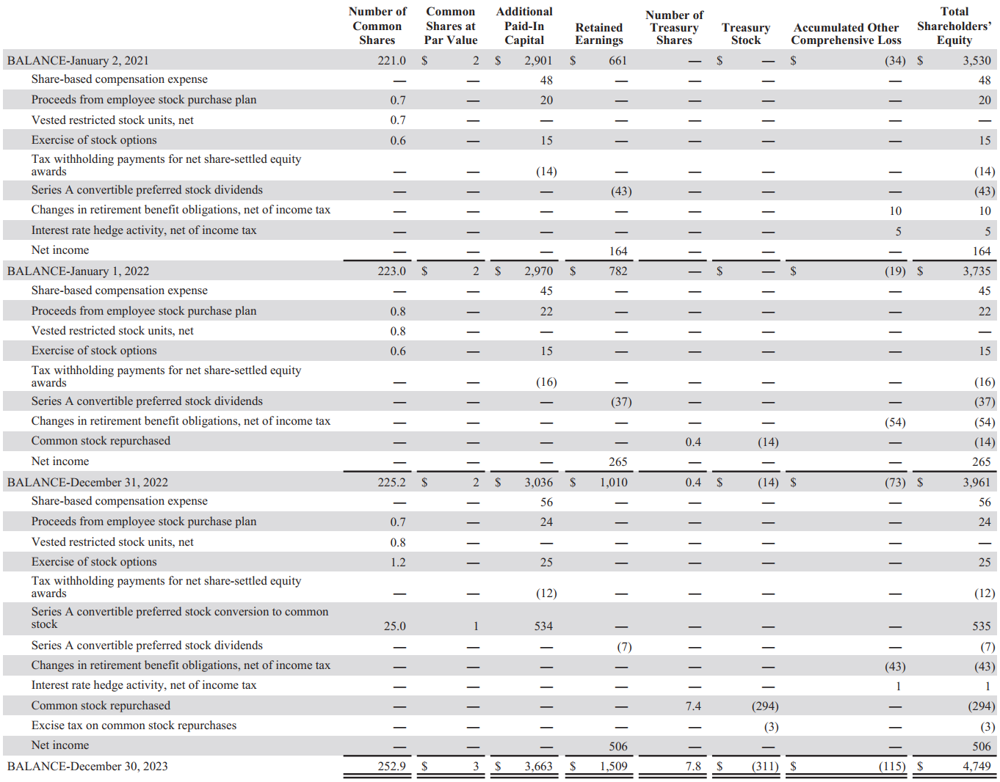 Number of Common Additional Number of Total
Common Shares at Paid-In Retained Treasury Treasury Accumulated Other Shareholders’
Shares Par Value Capital Earnings Shares Stock Comprehensive Loss Equity
BALANCE-January 2, 2021 221.0 $ 2 $ 2,901 $ 661 — $ — $ (34) $ 3,530
Share-based compensation expense — — 48 — — — — 48
Proceeds from employee stock purchase plan 0.7 — 20 — — — — 20
Vested restricted stock units, net 0.7 — — — — — — —
Exercise of stock options 0.6 — 15 — — — — 15
Tax withholding payments for net share-settled equity
awards — — (14) — — — — (14)
Series A convertible preferred stock dividends — — — (43) — — — (43)
Changes in retirement benefit obligations, net of income tax — — — — — — 10 10
Interest rate hedge activity, net of income tax — — — — — — 5 5
Net income — — — 164 — — — 164
BALANCE-January 1, 2022 223.0 $ 2 $ 2,970 $ 782 — $ — $ (19) $ 3,735
Share-based compensation expense — — 45 — — — — 45
Proceeds from employee stock purchase plan 0.8 — 22 — — — — 22
Vested restricted stock units, net 0.8 — — — — — — —
Exercise of stock options 0.6 — 15 — — — — 15
Tax withholding payments for net share-settled equity
awards — — (16) — — — — (16)
Series A convertible preferred stock dividends — — — (37) — — — (37)
Changes in retirement benefit obligations, net of income tax — — — — — — (54) (54)
Common stock repurchased — — — — 0.4 (14) — (14)
Net income — — — 265 — — — 265
BALANCE-December 31, 2022 225.2 $ 2 $ 3,036 $ 1,010 0.4 $ (14) $ (73) $ 3,961
Share-based compensation expense — — 56 — — — — 56
Proceeds from employee stock purchase plan 0.7 — 24 — — — — 24
Vested restricted stock units, net 0.8 — — — — — — —
Exercise of stock options 1.2 — 25 — — — — 25
Tax withholding payments for net share-settled equity
awards — — (12) — — — — (12)
Series A convertible preferred stock conversion to common
stock 25.0 1 534 — — — — 535
Series A convertible preferred stock dividends — — — (7) — — — (7)
Changes in retirement benefit obligations, net of income tax — — — — — — (43) (43)
Interest rate hedge activity, net of income tax — — — — — — 1 1
Common stock repurchased — — — — 7.4 (294) — (294)
Excise tax on common stock repurchases — — — — — (3) — (3)
Net income — — — 506 — — — 506
BALANCE-December 30, 2023 252.9 $ 3 $ 3,663 $ 1,509 7.8 $ (311) $ (115) $ 4,749